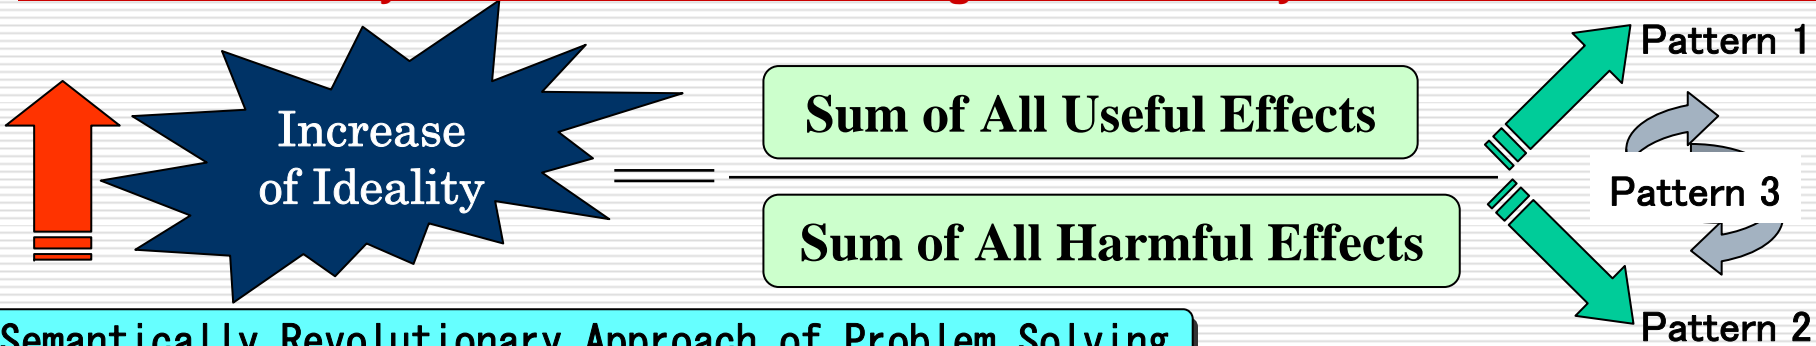 Pattern 1
Increase
of Ideality
Sum of All Useful Effects
Sum of All Harmful Effects
Pattern 3
Pattern 2
Semantically Revolutionary Approach of Problem Solving